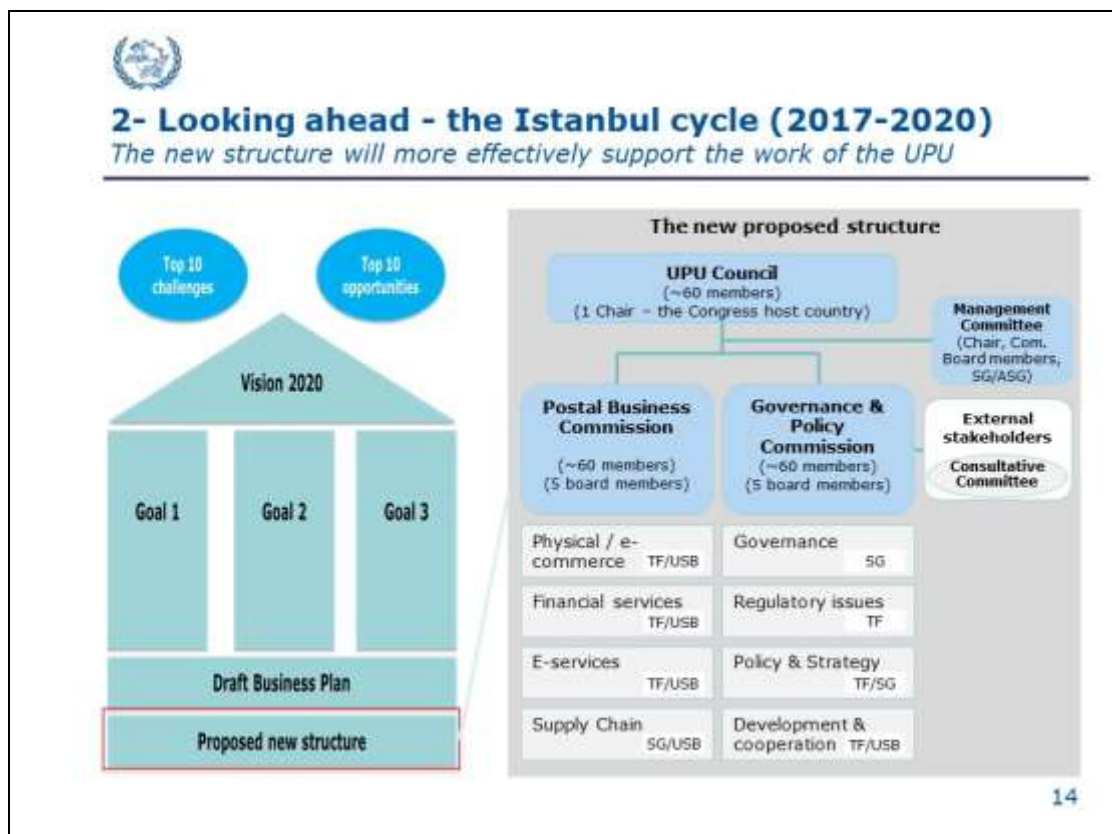 2- Looking ahead - the Istanbul cycle (2017-2020)
The new structure will more effectively support the work of the UPU
Top 10
challenges
Top 10
opportunities
Vision 2020
Goal 1
Goal 2
Goal 3
Draft Business Plan
Proposed new structure
The new proposed structure
UPU Council
(~60 members)
(1 Chair – the Congress host country)
Management
Committee
(Chair, Com.
Board members,
SG/ASG)
Postal Business
Commission
(~60 members)
(5 board members)
Governance &
Policy
Commission
(~60 members)
(5 board members)
External
stakeholders
Consultative
Committee
Physical / e-
commerce TF/USB
Financial services
TF/USB
E-services
TF/USB
Supply Chain
SG/USB
Governance
SG
Regulatory issues
TF
Policy & Strategy
TF/SG
Development &
cooperation TF/USB
14